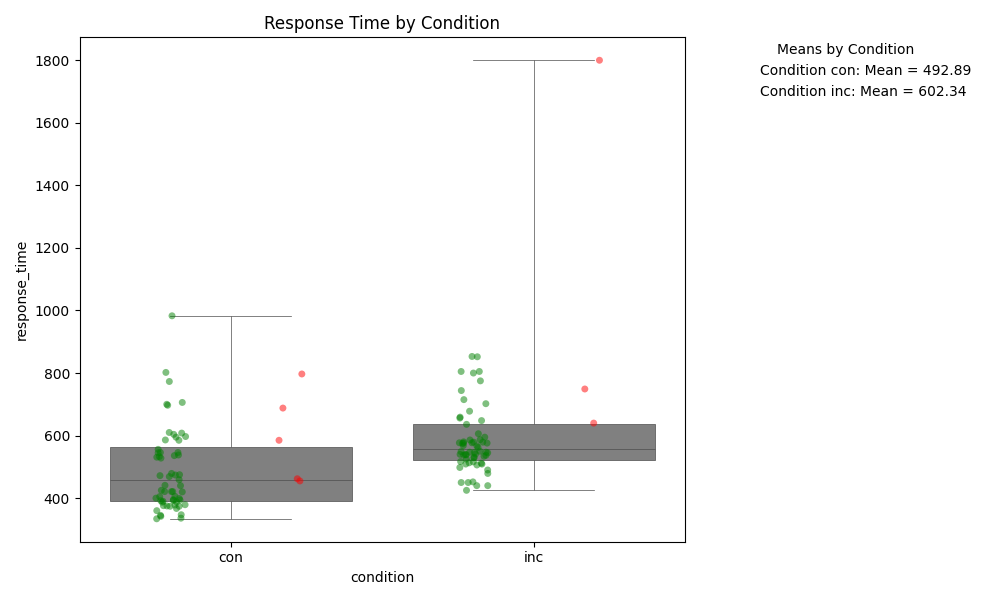 Response Time by Condition
Means by Condition
Condition con: Mean = 492.89
Condition inc: Mean = 602.34
1800
1600
1400
1200
1000
800
600
400
response_time
con
inc
condition